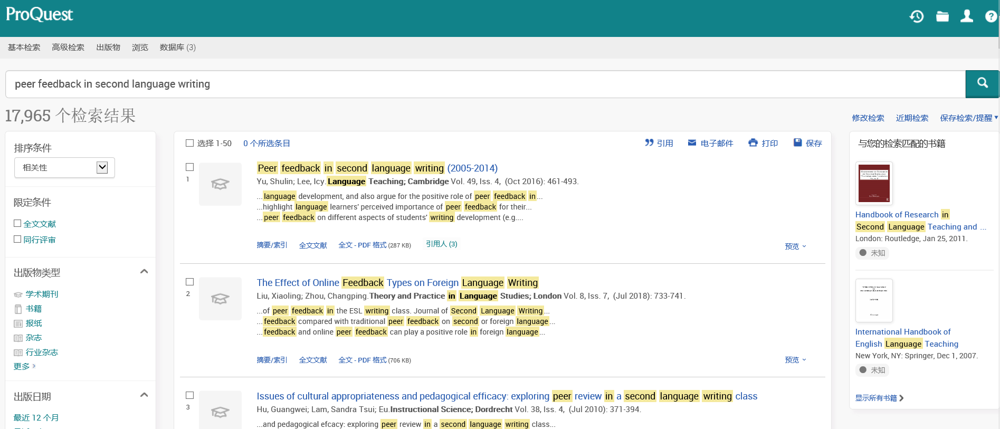 ProQuest
基本检索 高级检索 出版物 浏览 数据库 (3)
peer feedback in second language writing
17,965 个检索结果
修改检索 近期检索 保存检索/提醒
排序条件
相关性
限定条件
全文文献
同行评审
出版物类型
学术期刊
书籍
报纸
杂志
行业杂志
更多
出版日期
最近 12 个月
选择 1-50 0 个所选条目 引用 电子邮件 打印 保存
1
Peer feedback in second language writing (2005-2014)
Yu, Shulin; Lee, Icy.Language Teaching; Cambridge Vol. 49, Iss. 4, (Oct 2016): 461-493.
...language development, and also argue for the positive role of peer feedback in...
...highlight language learners' perceived importance of peer feedback for their...
...peer feedback on different aspects of students' writing development (e.g....
摘要/索引 全文文献 全文 - PDF 格式 (287 KB) 引用人 (3) 预览
2
The Effect of Online Feedback Types on Foreign Language Writing
Liu, Xiaoling; Zhou, Changping.Theory and Practice in Language Studies; London Vol. 8, Iss. 7, (Jul 2018): 733-741.
...of peer feedback in the ESL writing class. Journal of Second Language Writing...
...feedback compared with traditional peer feedback on second or foreign language...
...feedback and online peer feedback can play a positive role in foreign language...
摘要/索引 全文文献 全文 - PDF 格式 (706 KB) 预览
3
Issues of cultural appropriateness and pedagogical efficacy: exploring peer review in a second language writing class
Hu, Guangwei; Lam, Sandra Tsui; Eu.Instructional Science; Dordrecht Vol. 38, Iss. 4, (Jul 2010): 371-394.
...and pedagogical efcacy: exploring peer review in a second language writing class...
与您的检索匹配的书籍
Handbook of Research in
Second Language Teaching and ...
London: Routledge, Jan 25, 2011.
未知
International Handbook of
English Language Teaching
New York, NY: Springer, Dec 1, 2007.
未知
显示所有书籍